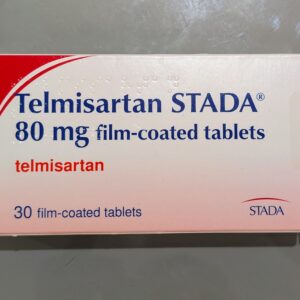 Telmisartan STADA®
80 mg film-coated tablets
telmisartan
30 film-coated tablets
STADA